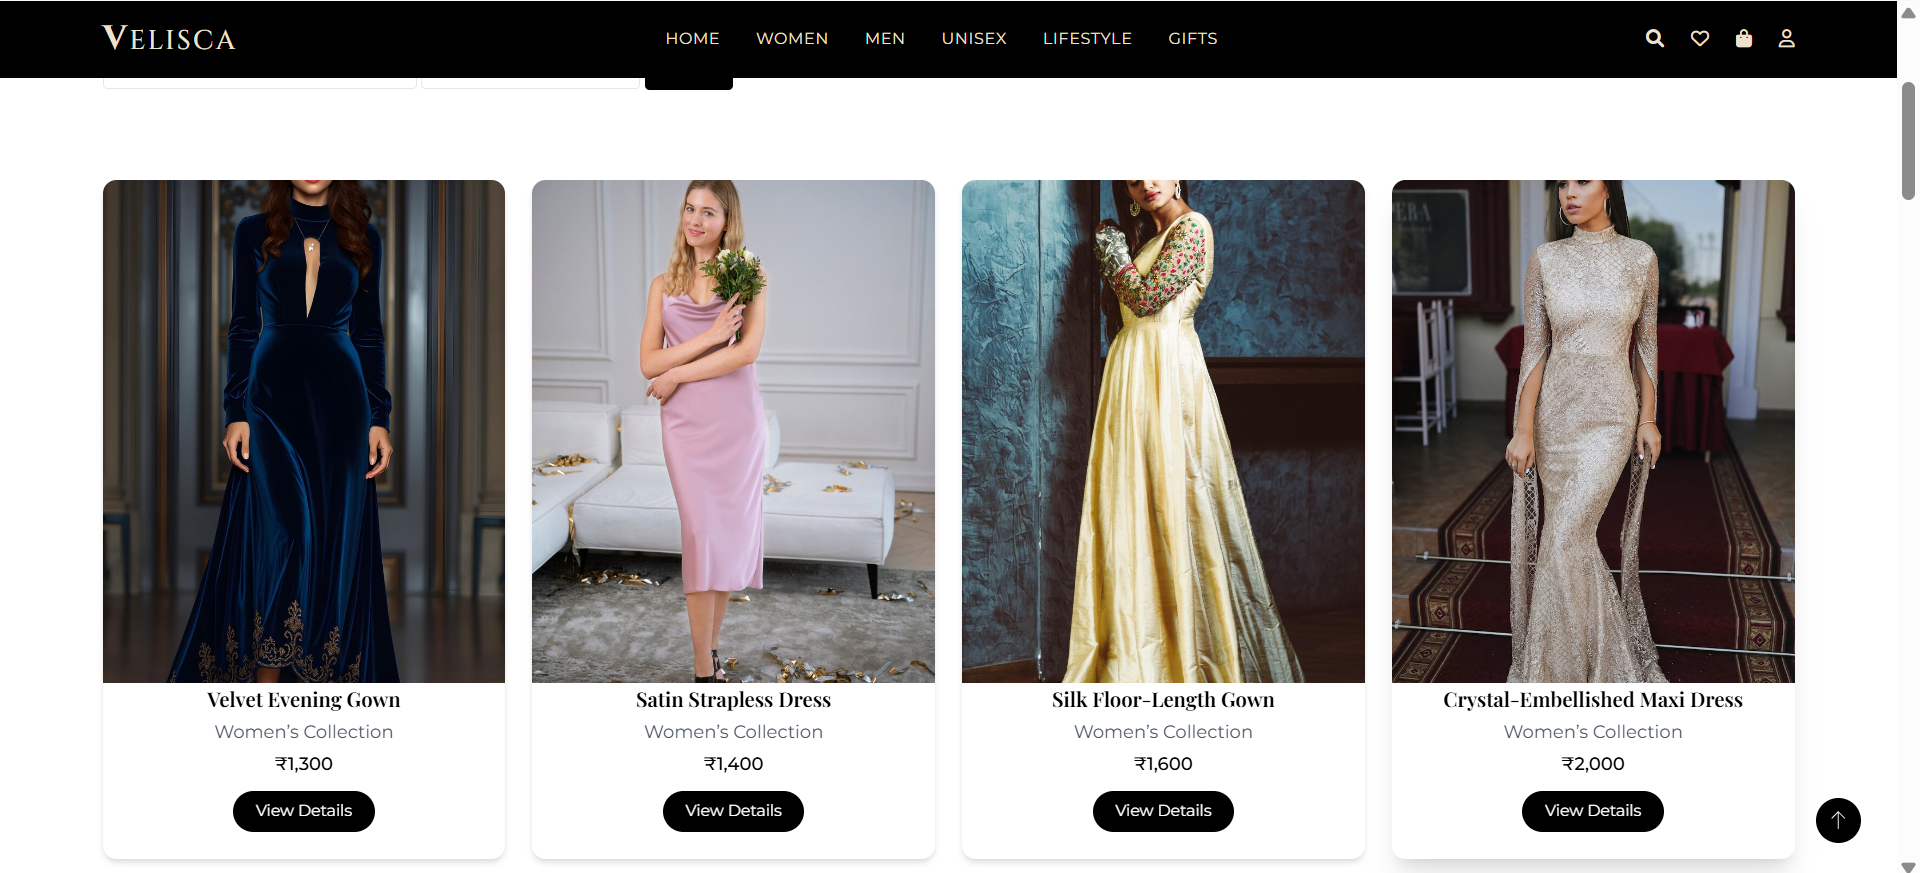 VELISCA
HOME WOMEN MEN UNISEX LIFESTYLE GIFTS
Velvet Evening Gown
Women’s Collection
₹1,300
View Details
Satin Strapless Dress
Women’s Collection
₹1,400
View Details
Silk Floor-Length Gown
Women’s Collection
₹1,600
View Details
Crystal-Embellished Maxi Dress
Women’s Collection
₹2,000
View Details